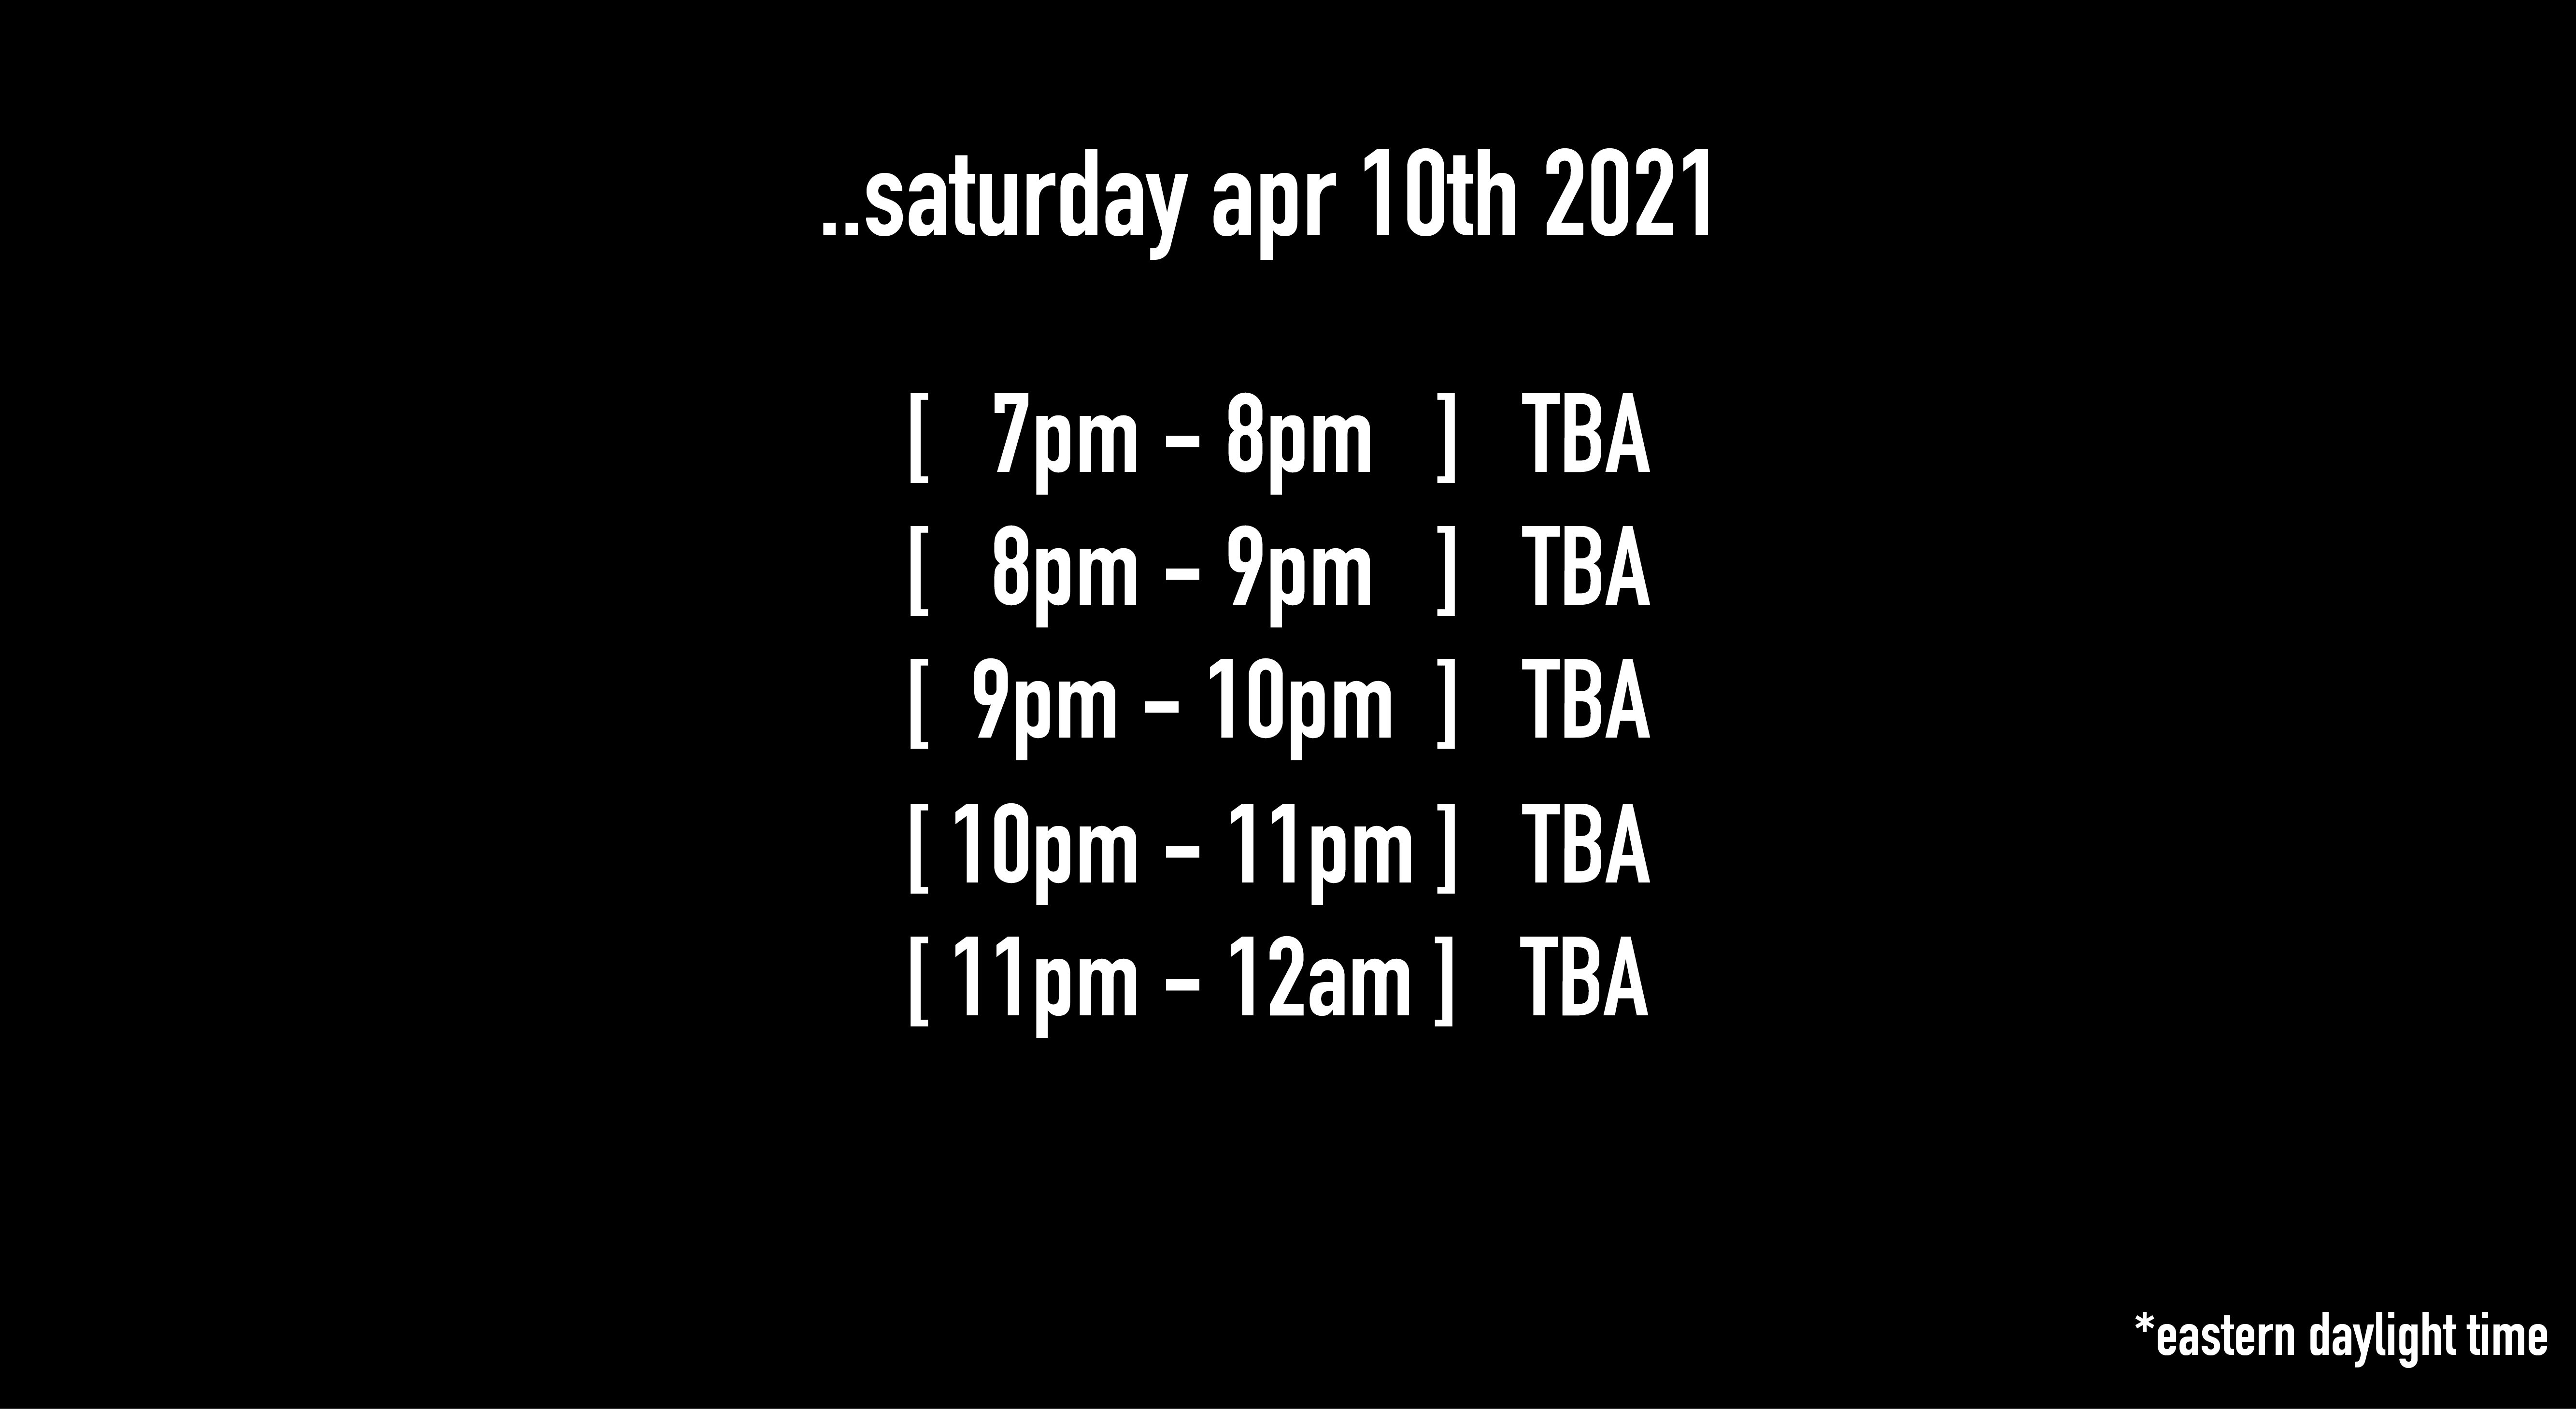 ..saturday apr 10th 2021
[ 7pm – 8pm ] TBA
[ 8pm – 9pm ] TBA
[ 9pm – 10pm ] TBA
[ 10pm – 11pm ] TBA
[ 11pm – 12am ] TBA
*eastern daylight time